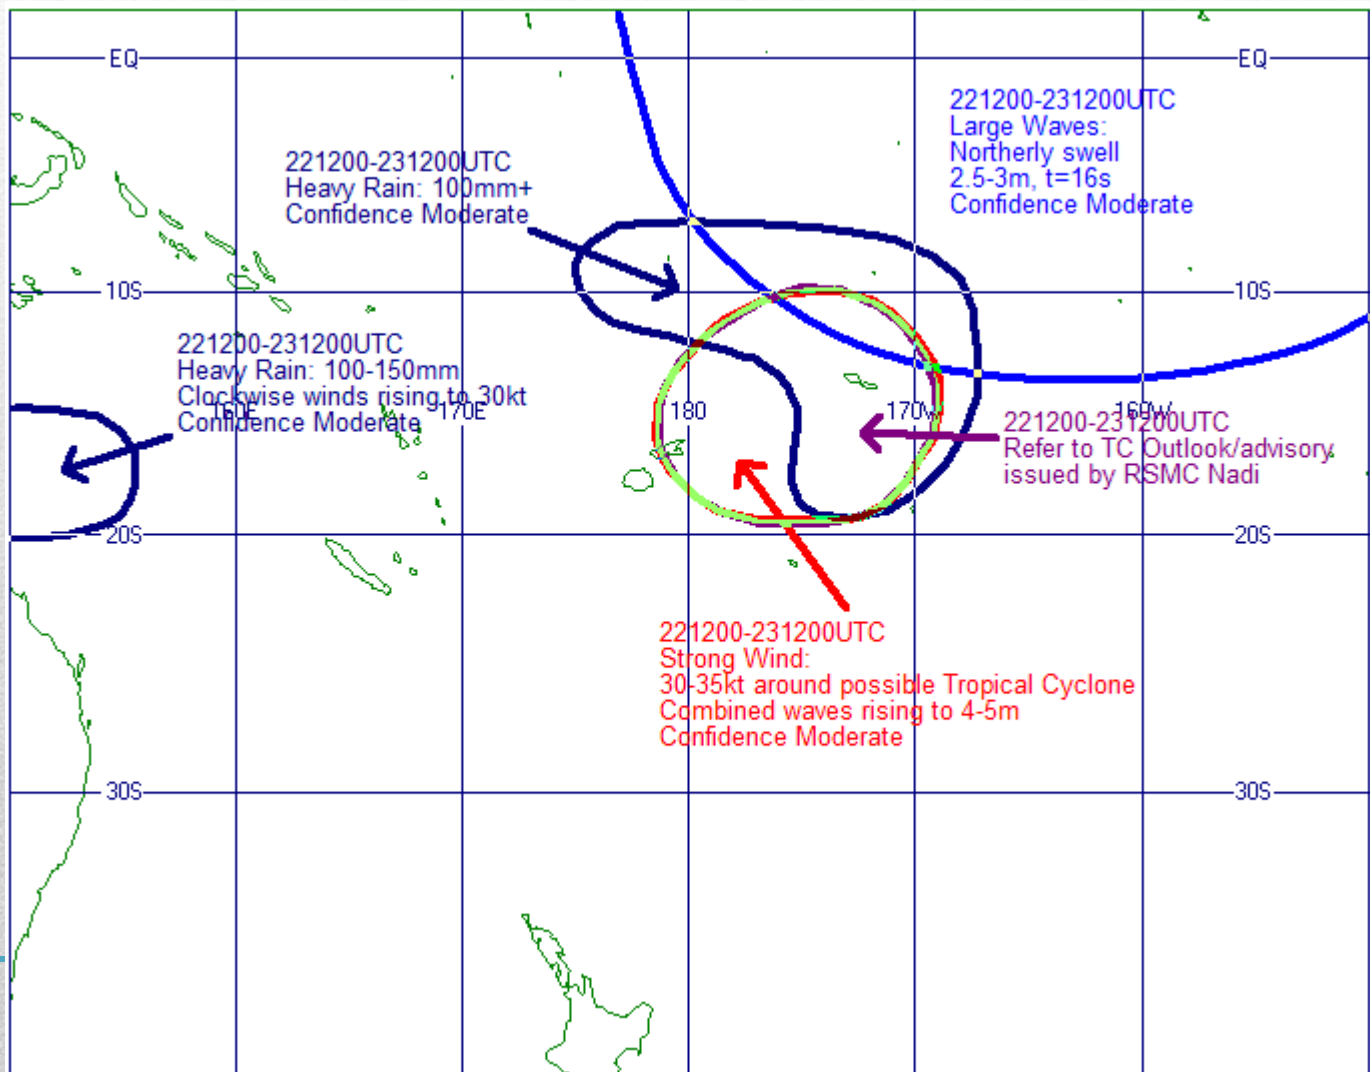 EQ
EQ
221200-231200UTC
Large Waves:
Northerly swell
2.5-3m, t=16s
Confidence Moderate
221200-231200UTC
Heavy Rain: 100mm+
Confidence Moderate
10S
10S
221200-231200UTC
Heavy Rain: 100-150mm
Clockwise winds rising to 30kt
Confidence Moderate
160E
170E
180
170W
160W
221200-231200UTC
Refer to TC Outlook/advisory
issued by RSMC Nadi
20S
20S
221200-231200UTC
Strong Wind:
30-35kt around possible Tropical Cyclone
Combined waves rising to 4-5m
Confidence Moderate
30S
30S